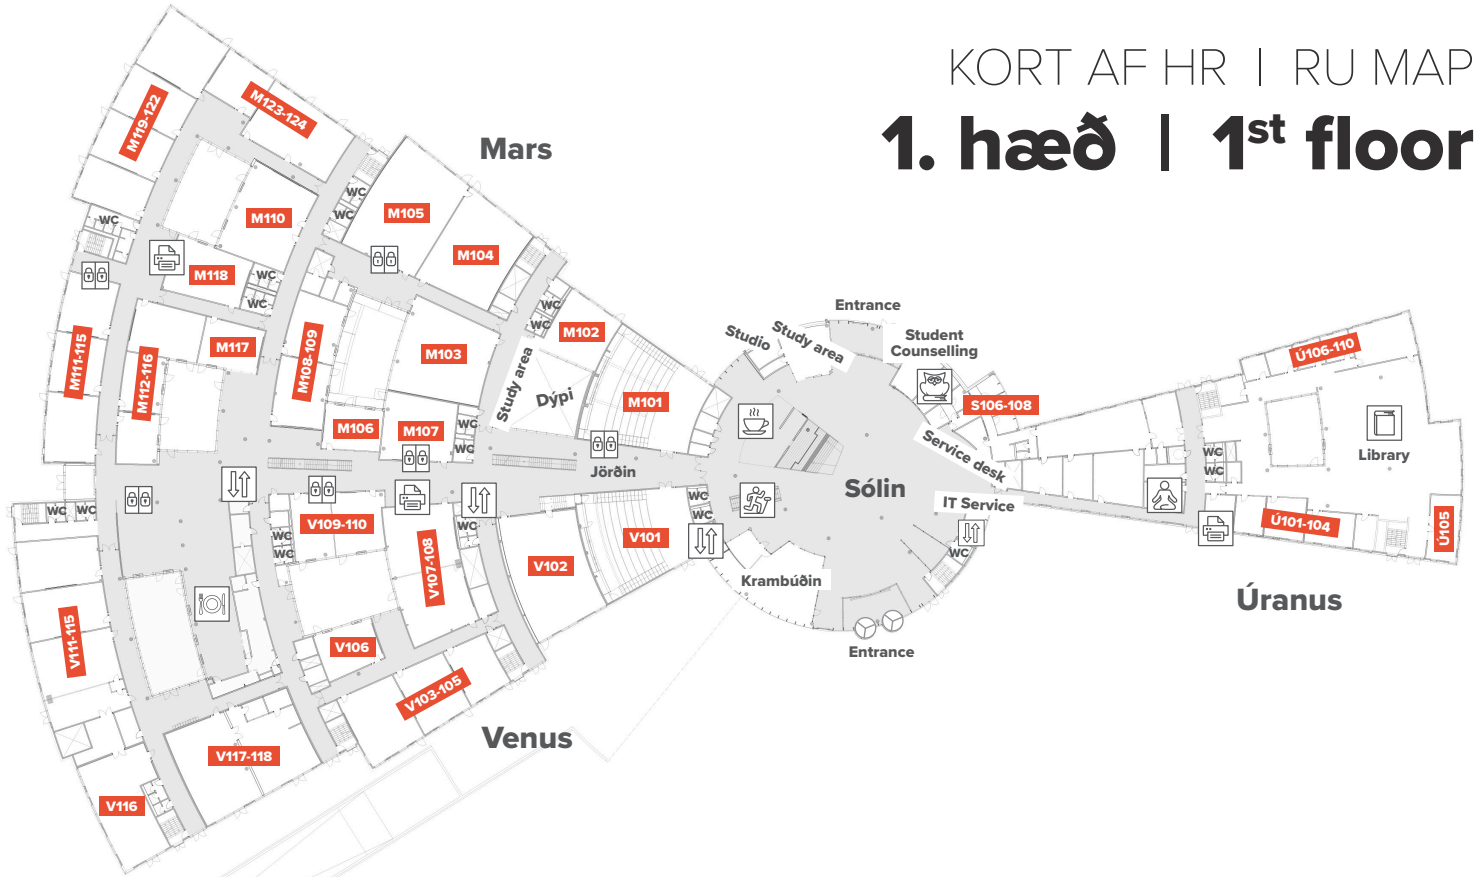 KORT AF HR | RU MAP
1. hæð | 1st floor
Mars
M119-122
M123-124
WC
WC
WC
M105
M110
M104
M118
WC
WC
M111-115
M112-116
M117
M108-109
M103
M106
M107
WC
WC
WC
WC
M102
Study area
Dýpi
M101
Jörðin
Entrance
Studio
Study area
Student
Counselling
S106-108
Service desk
Sólin
IT Service
WC
Krambúðin
Entrance
WC
WC
V101
V102
WC
WC
V109-110
WC
WC
WC
V107-108
V111-115
V106
V103-105
Venus
V117-118
V116
Ú106-110
Library
WC
WC
Ú101-104
Ú105
Úranus